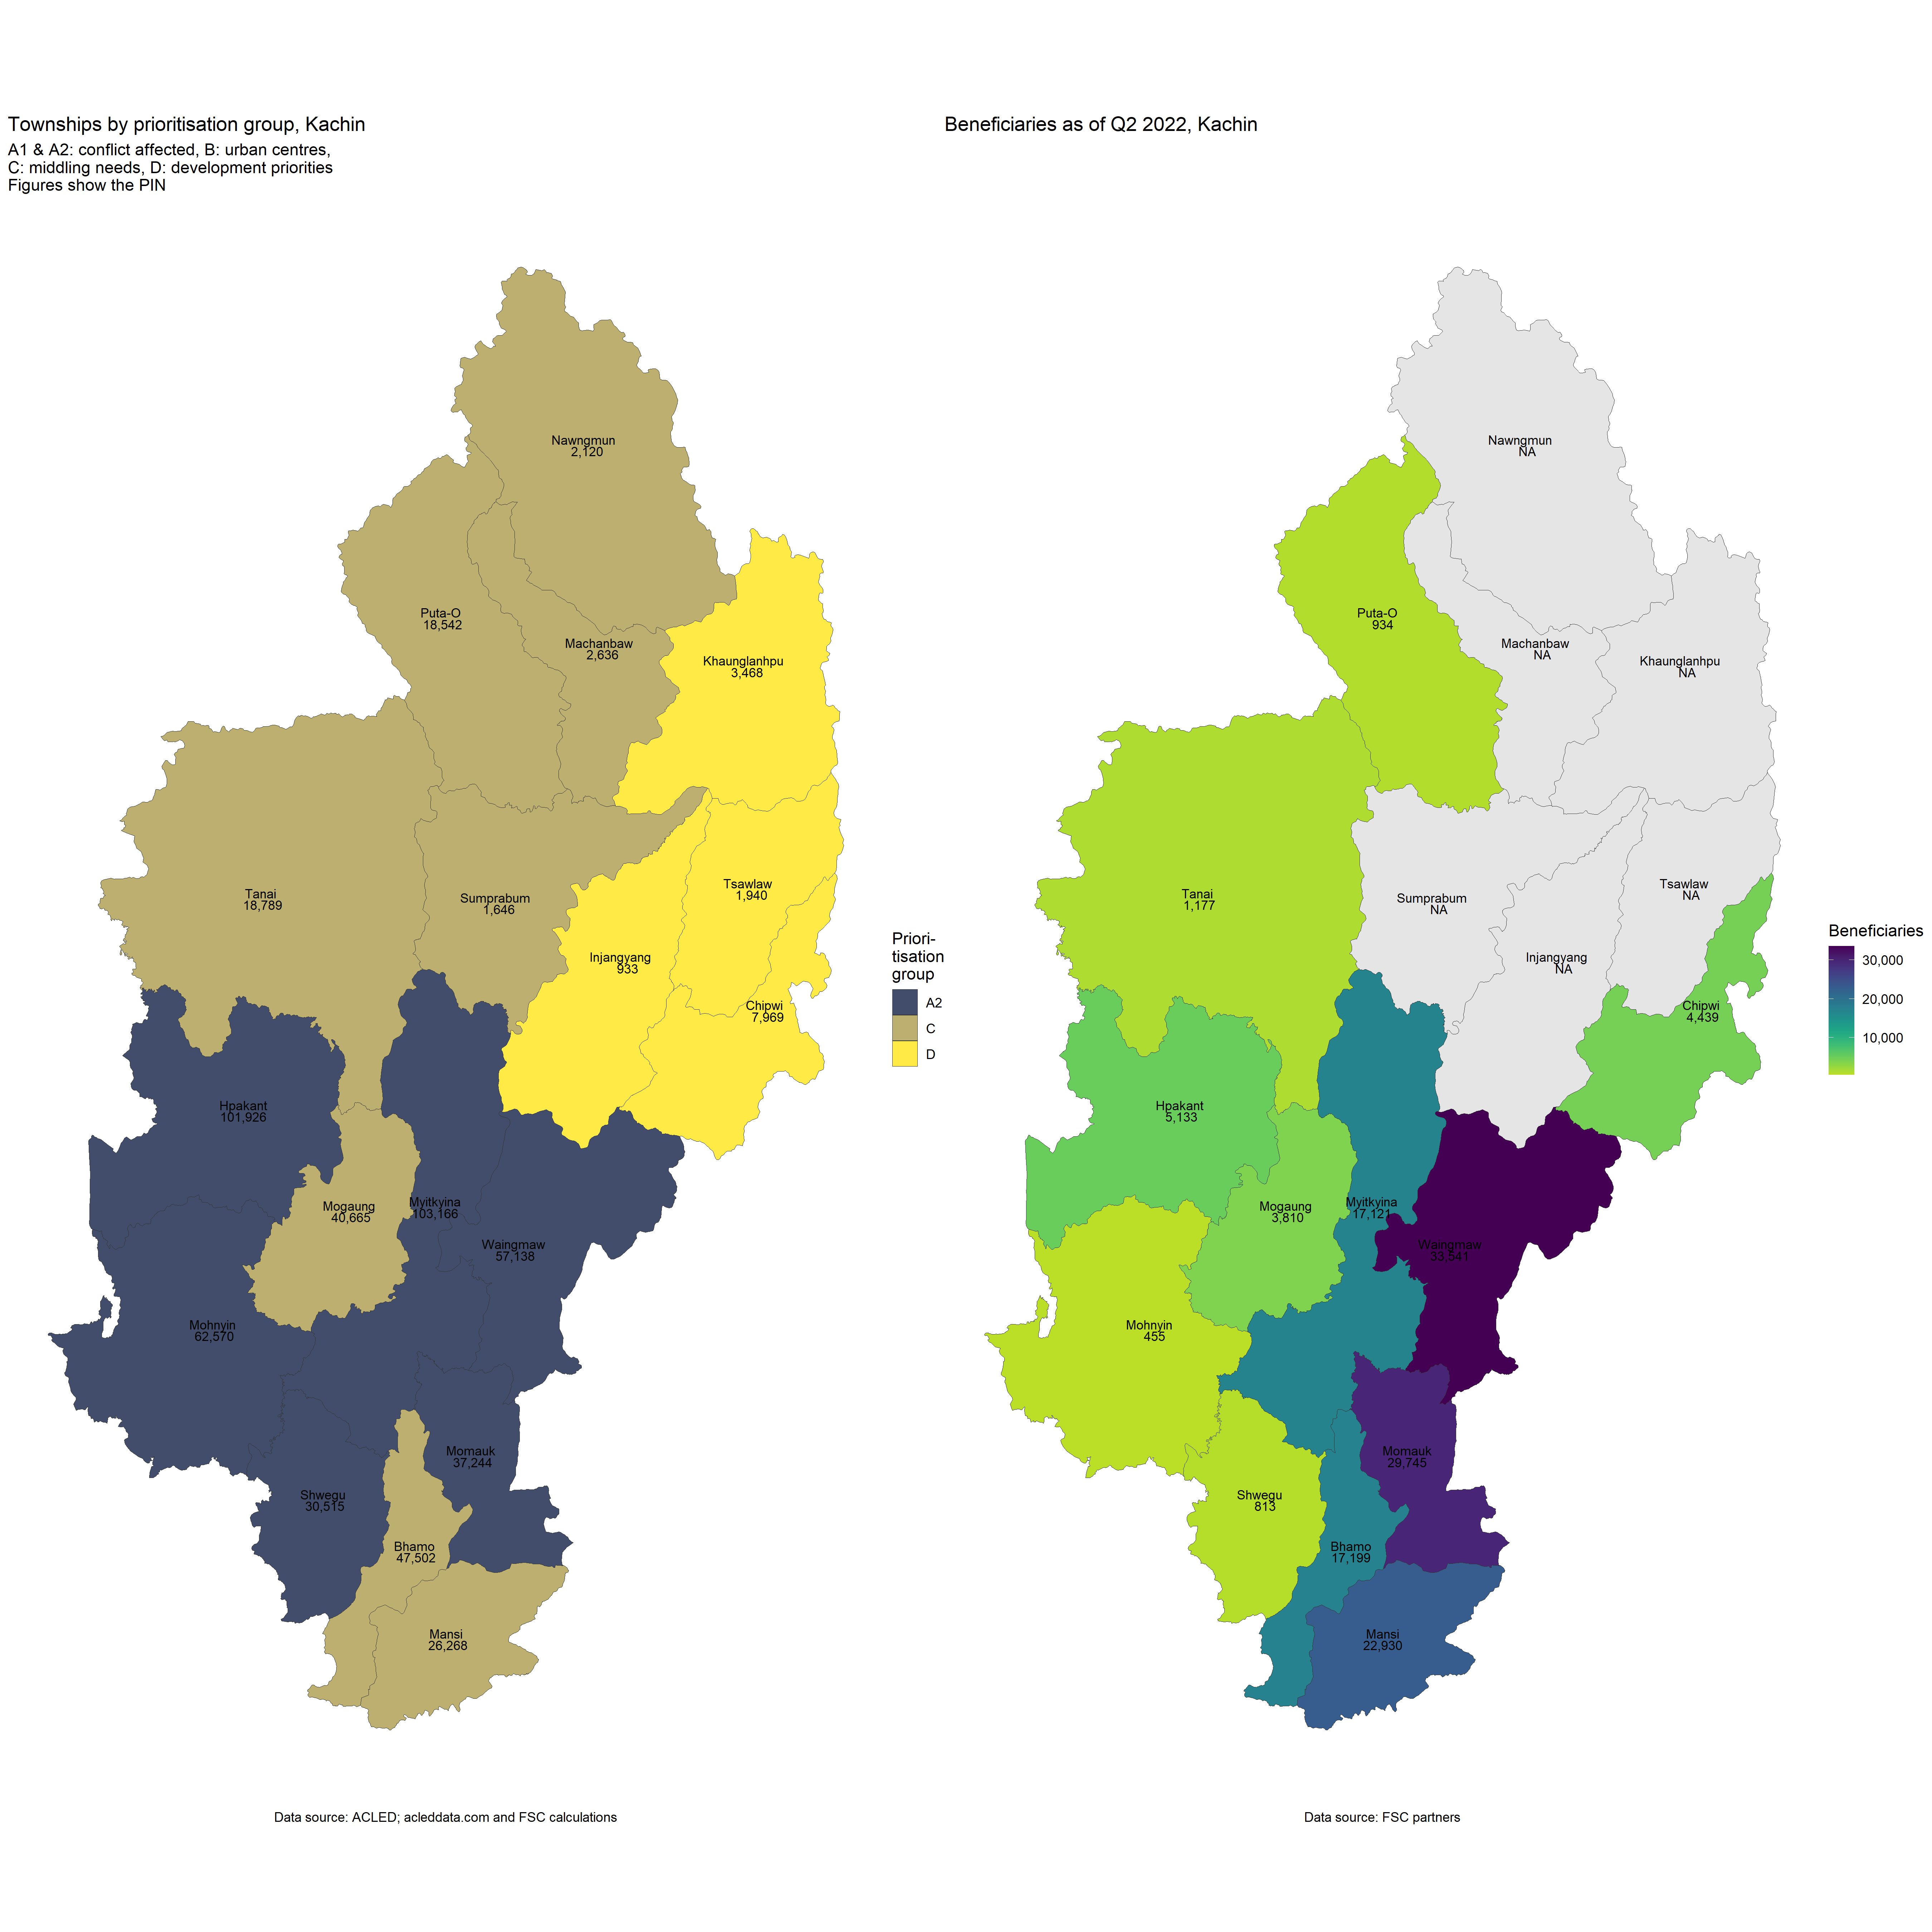 Townships by prioritisation group, Kachin
A1 & A2: conflict affected, B: urban centres,
C: middling needs, D: development priorities
Figures show the PIN
Nawngmun
2,120
Puta-O
18,542
Machanbaw
2,636
Khaunglanhpu
3,468
Tanai
18,789
Sumprabum
1,646
Tsawlaw
1,940
Injangyang
933
Chipwi
7,969
Hpakant
101,926
Mogaung
40,665
Myitkyina
103,166
Waingmaw
57,138
Mohnyin
62,570
Momauk
37,244
Shwegu
30,515
Bhamo
47,502
Mansi
26,268
Priori-
tisation
group
A2
C
D
Data source: ACLED; acleddata.com and FSC calculations
Beneficiaries as of Q2 2022, Kachin
Nawngmun
NA
Puta-O
934
Machanbaw
NA
Khaunglanhpu
NA
Tanai
1,177
Sumprabum
NA
Tsawlaw
NA
Injangyang
NA
Chipwi
4,439
Hpakant
5,133
Mogaung
3,810
Myitkyina
17,121
Waingmaw
33,541
Mohnyin
455
Momauk
29,745
Shwegu
813
Bhamo
17,199
Mansi
22,930
Beneficiaries
30,000
20,000
10,000
Data source: FSC partners